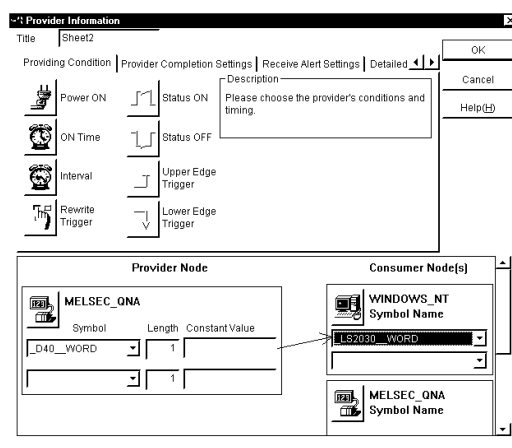 Provider Information
Title Sheet2
OK
Providing Condition Provider Completion Settings Receive Alert Settings Detailed
Cancel
Help(H)
Description
Please choose the provider's conditions and timing.
Power ON Status ON
ON Time Status OFF
Interval Upper Edge Trigger
Rewrite Trigger Lower Edge Trigger
Provider Node Consumer Node(s)
MELSEC_QNA
Symbol Length Constant Value
_D40__WORD 1
1
WINDOWS_NT
Symbol Name
_LS2030__WORD
MELSEC_QNA
Symbol Name